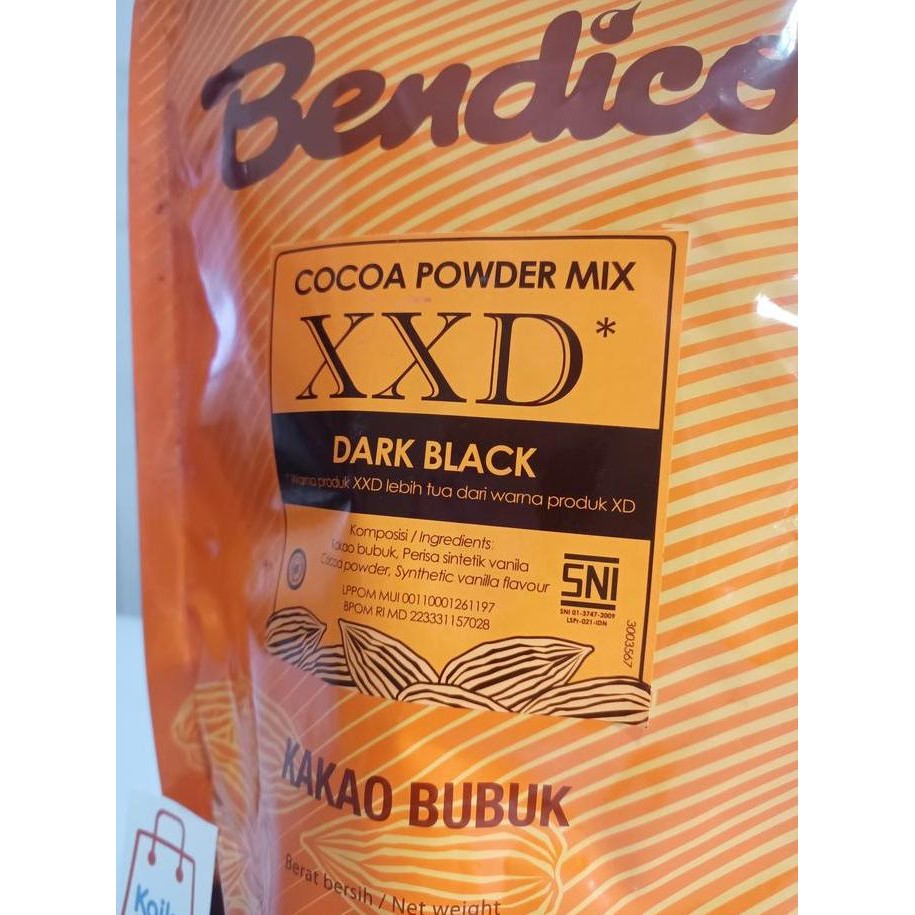 Bendico
COCOA POWDER MIX
XXD*
DARK BLACK
* Warna produk XXD lebih tua dari warna produk XD
Komposisi / Ingredients:
Kakao bubuk, Perisa sintetik vanila
Cocoa powder, Synthetic vanilla flavour
LPPOM MUI 00110001261197
BPOM RI MD 223331157028
SNI
SNI 01-3747-2009
LSPr-021-IDN
3003567
KAKAO BUBUK
Berat bersih / Net weight